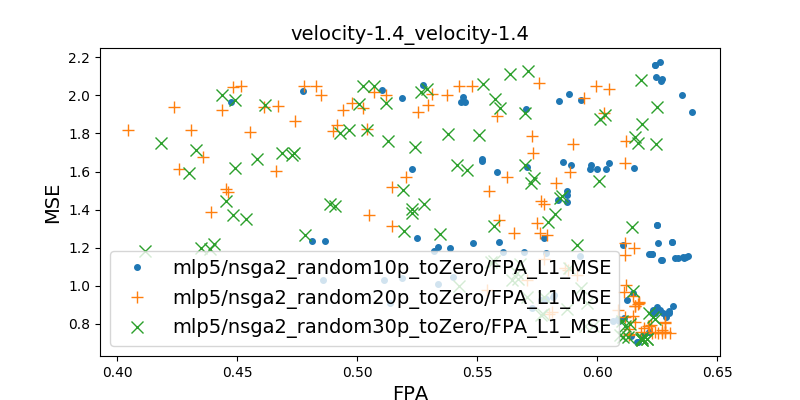 velocity-1.4_velocity-1.4
MSE
2.2
2.0
1.8
1.6
1.4
1.2
1.0
0.8
mlp5/nsga2_random10p_toZero/FPA_L1_MSE
mlp5/nsga2_random20p_toZero/FPA_L1_MSE
mlp5/nsga2_random30p_toZero/FPA_L1_MSE
0.40 0.45 0.50 0.55 0.60 0.65
FPA